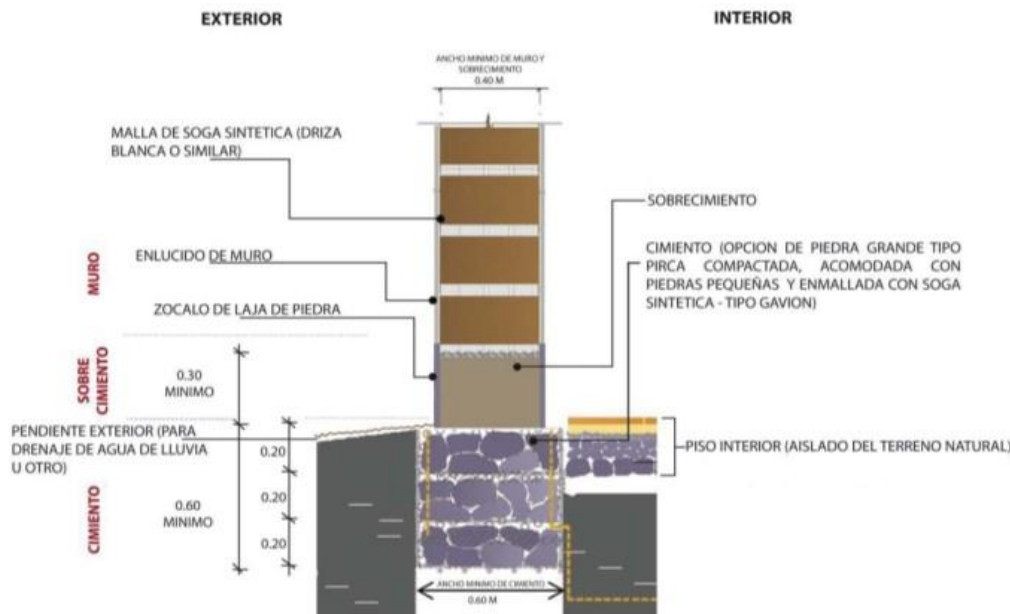 EXTERIOR
INTERIOR
ANCHO MINIMO DE MURO Y
SOBRECIMIENTO
0.40 M
MALLA DE SOGA SINTETICA (DRIZA
BLANCA O SIMILAR)
SOBRECIMIENTO
CIMIENTO (OPCION DE PIEDRA GRANDE TIPO
PIRCA COMPACTADA, ACOMODADA CON
PIEDRAS PEQUEÑAS Y ENMALLADA CON SOGA
SINTETICA - TIPO GAVION)
MURO
ENLUCIDO DE MURO
ZOCALO DE LAJA DE PIEDRA
SOBRE
CIMIENTO
0.30
MINIMO
PENDIENTE EXTERIOR (PARA
DRENAJE DE AGUA DE LLUVIA
U OTRO)
PISO INTERIOR (AISLADO DEL TERRENO NATURAL)
CIMIENTO
0.60
MINIMO
0.20
0.20
0.20
ANCHO MINIMO DE CIMIENTO
0.60 M